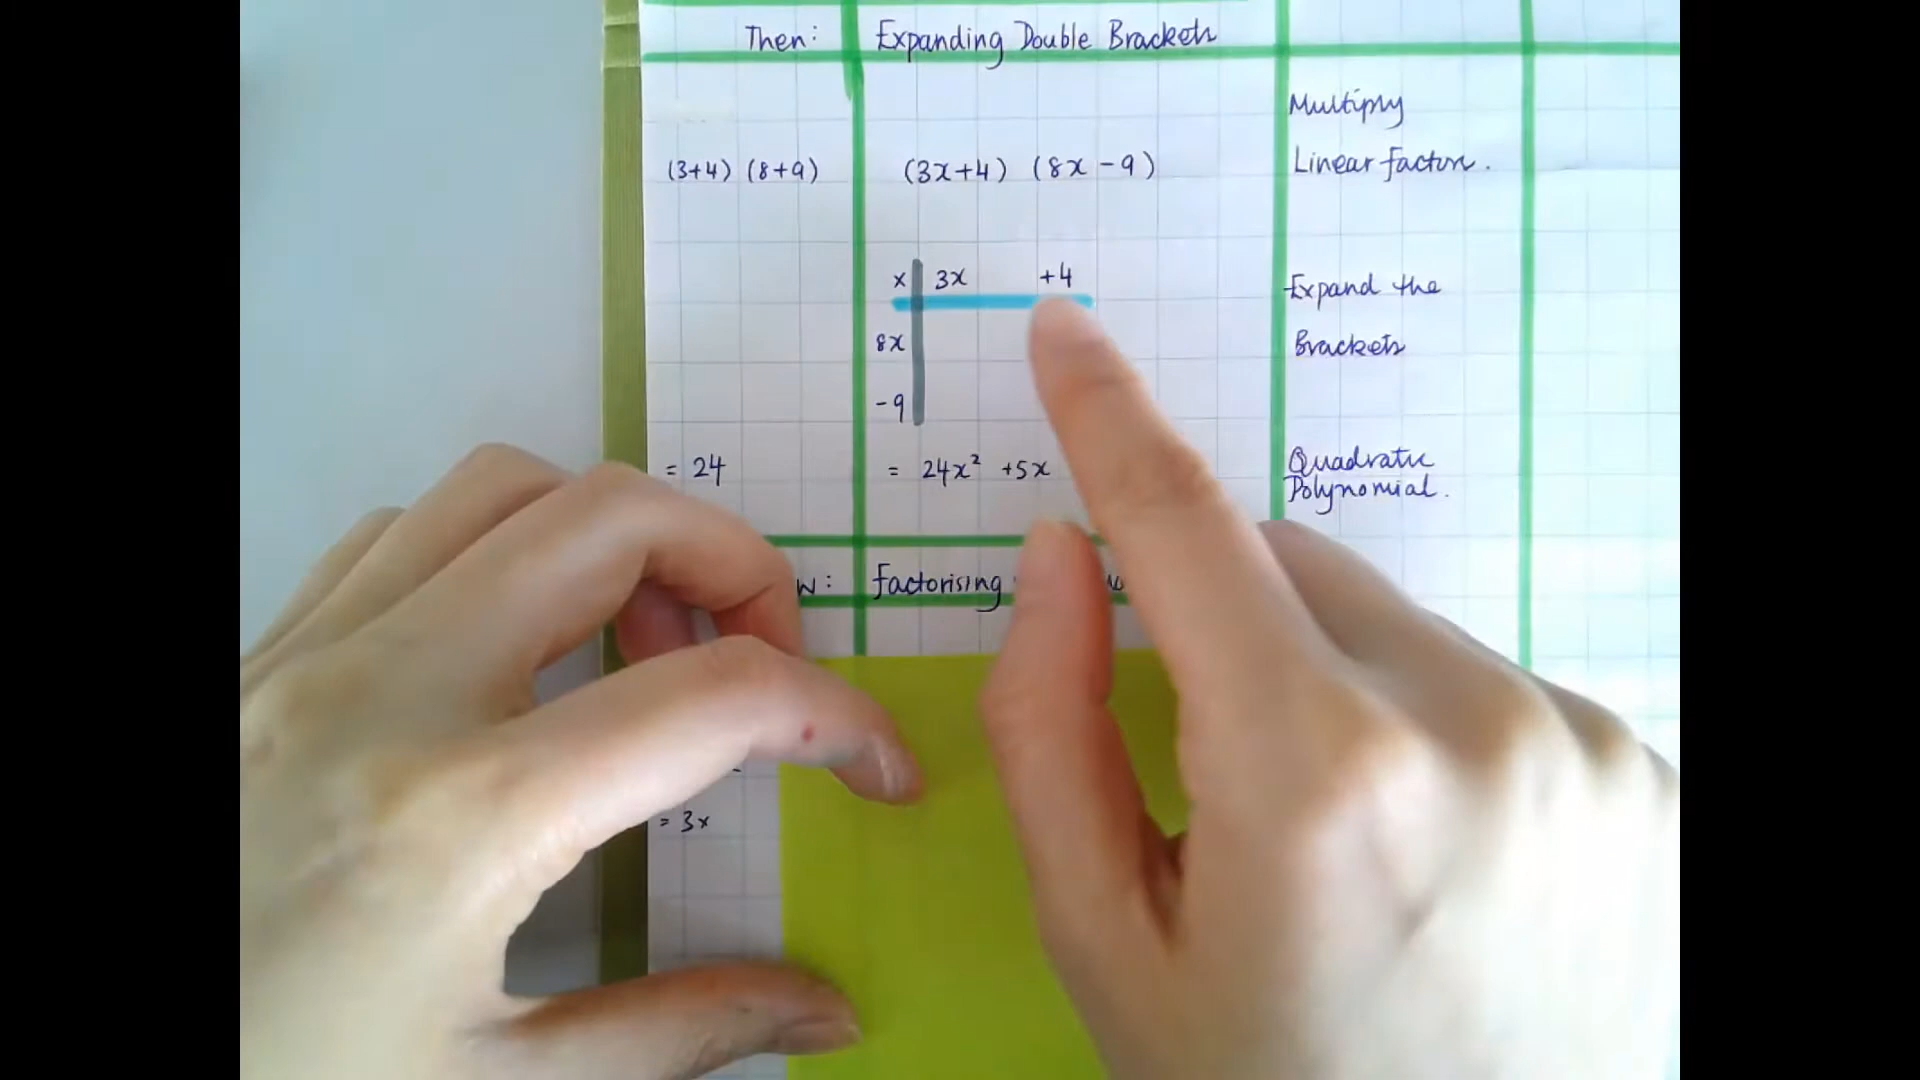 Then: Expanding Double Brackets
Multiply
(3+4) (8+9) (3x+4) (8x-9) Linear factors.
x 3x +4
Expand the
8x Brackets
-9
= 24 = 24x² +5x Quadratic
Polynomial.
w: factorising
= 3x